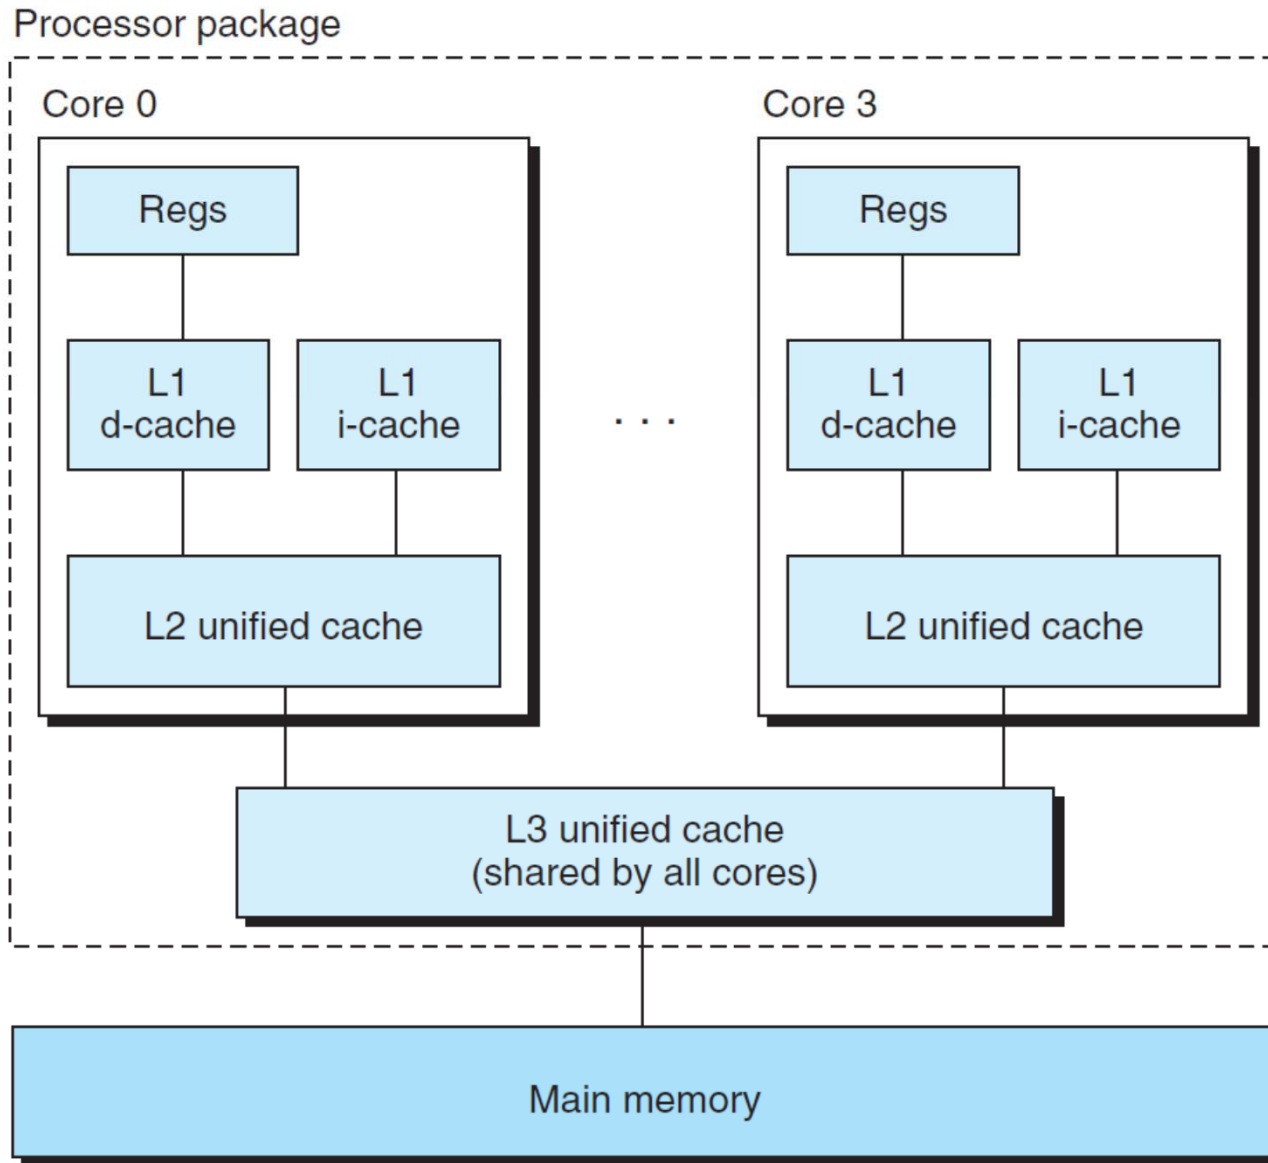 Processor package
Core 0
Regs
L1
d-cache
L1
i-cache
L2 unified cache
. . .
Core 3
Regs
L1
d-cache
L1
i-cache
L2 unified cache
L3 unified cache
(shared by all cores)
Main memory